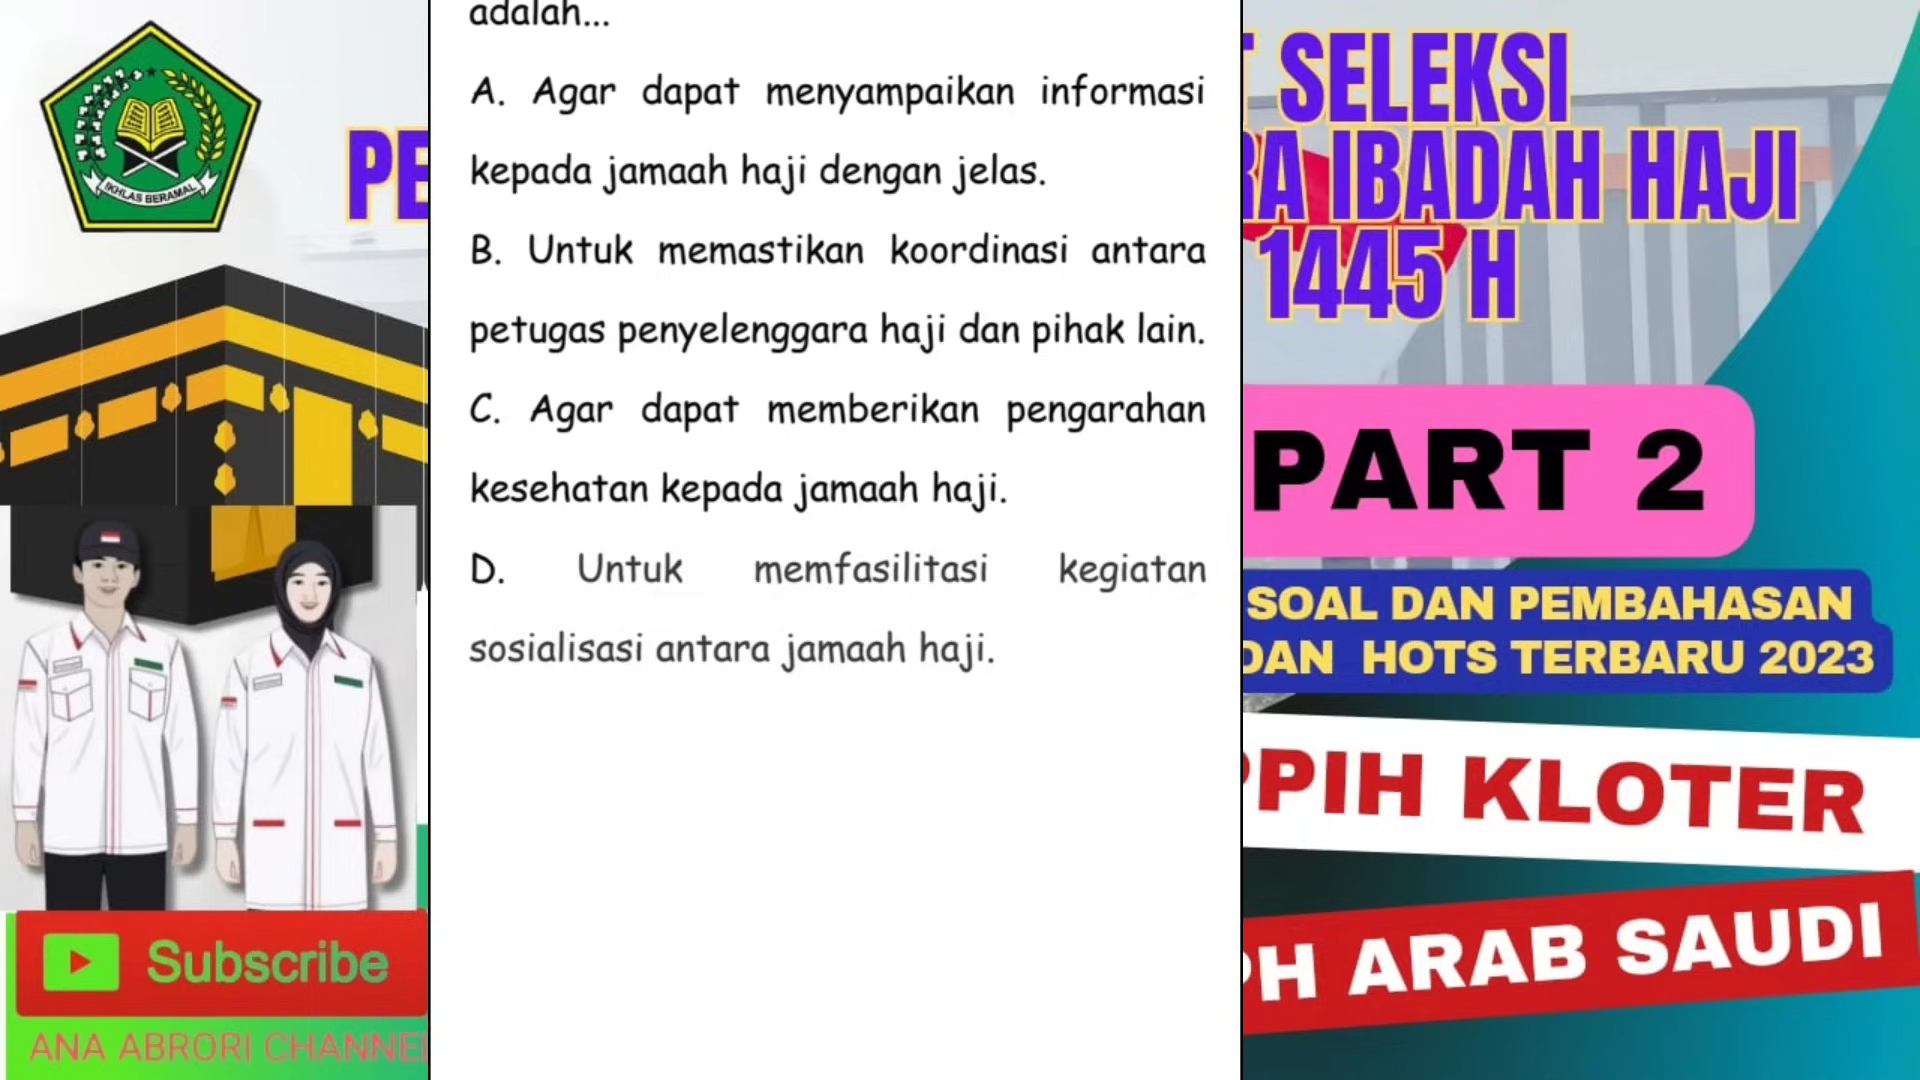 IKHLAS BERAMAL
PE
Subscribe
ANA ABRORI CHANNEL
adalah...
A. Agar dapat menyampaikan informasi
kepada jamaah haji dengan jelas.
B. Untuk memastikan koordinasi antara
petugas penyelenggara haji dan pihak lain.
C. Agar dapat memberikan pengarahan
kesehatan kepada jamaah haji.
D. Untuk memfasilitasi kegiatan
sosialisasi antara jamaah haji.
T SELEKSI
RA IBADAH HAJI
1445 H
PART 2
SOAL DAN PEMBAHASAN
DAN HOTS TERBARU 2023
PPIH KLOTER
PH ARAB SAUDI